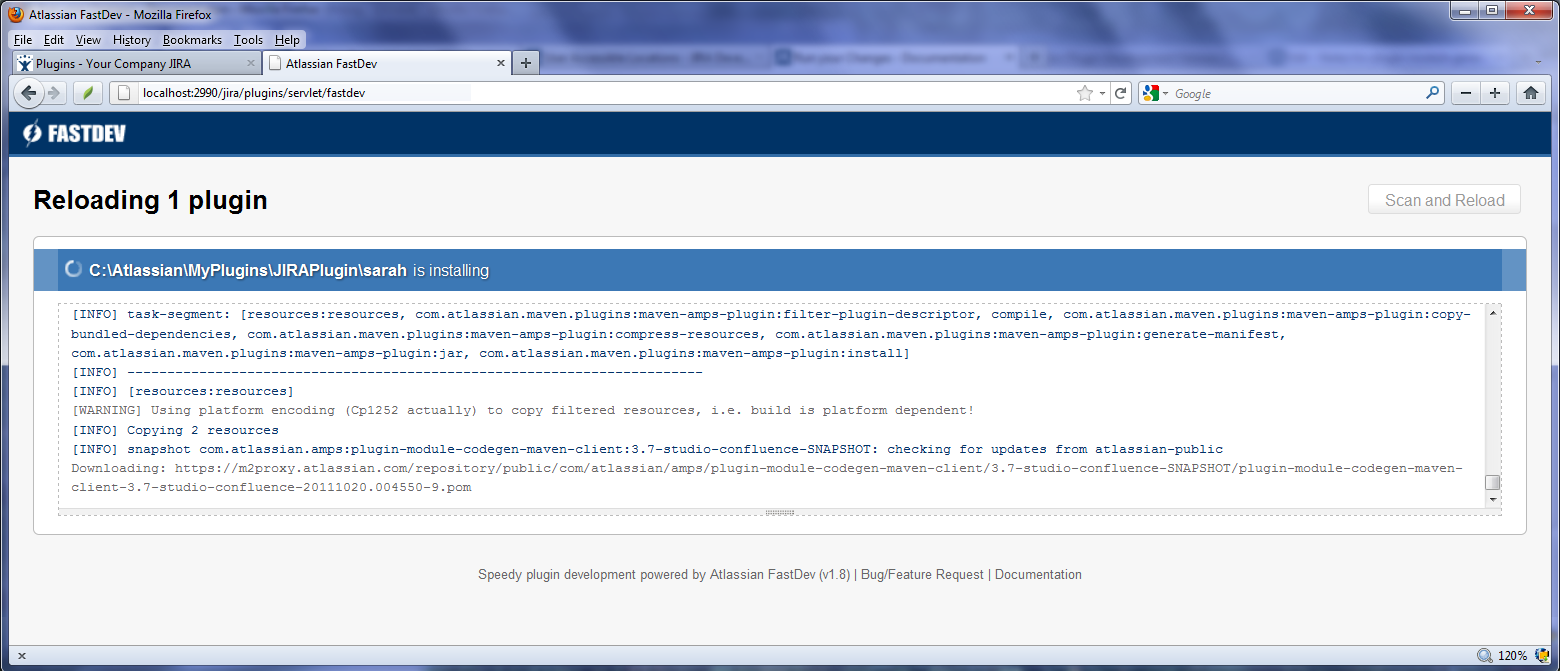 Atlassian FastDev - Mozilla Firefox
File Edit View History Bookmarks Tools Help
Plugins - Your Company JIRA
Atlassian FastDev
localhost:2990/jira/plugins/servlet/fastdev
Google
FASTDEV
Reloading 1 plugin
Scan and Reload
C:\Atlassian\MyPlugins\JIRAPlugin\sarah is installing
[INFO] task-segment: [resources:resources, com.atlassian.maven.plugins:maven-amps-plugin:filter-plugin-descriptor, compile, com.atlassian.maven.plugins:maven-amps-plugin:copy-
bundled-dependencies, com.atlassian.maven.plugins:maven-amps-plugin:compress-resources, com.atlassian.maven.plugins:maven-amps-plugin:generate-manifest,
com.atlassian.maven.plugins:maven-amps-plugin:jar, com.atlassian.maven.plugins:maven-amps-plugin:install]
[INFO] ------------------------------------------------------------------------
[INFO] [resources:resources]
[WARNING] Using platform encoding (Cp1252 actually) to copy filtered resources, i.e. build is platform dependent!
[INFO] Copying 2 resources
[INFO] snapshot com.atlassian.amps:plugin-module-codegen-maven-client:3.7-studio-confluence-SNAPSHOT: checking for updates from atlassian-public
Downloading: https://m2proxy.atlassian.com/repository/public/com/atlassian/amps/plugin-module-codegen-maven-client/3.7-studio-confluence-SNAPSHOT/plugin-module-codegen-maven-
client-3.7-studio-confluence-20111020.004550-9.pom
Speedy plugin development powered by Atlassian FastDev (v1.8) | Bug/Feature Request | Documentation
120%